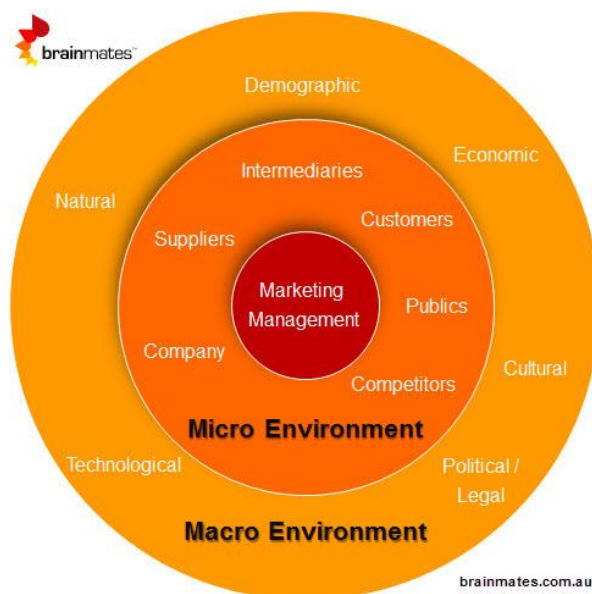 brainmates™
Demographic
Economic
Intermediaries
Natural
Customers
Suppliers
Marketing
Management
Publics
Company
Cultural
Competitors
Micro Environment
Technological
Political /
Legal
Macro Environment
brainmates.com.au